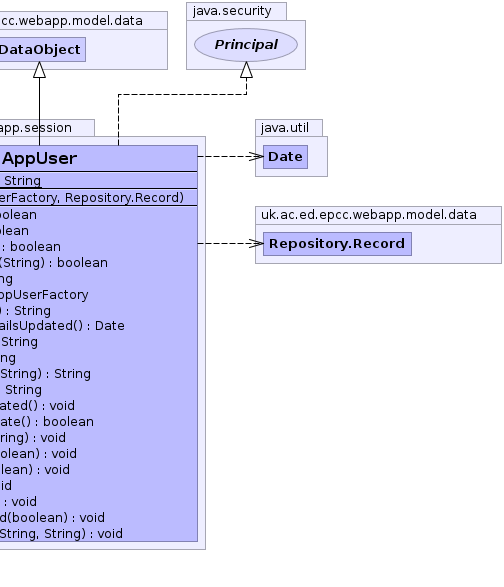 cc.webapp.model.data
DataObject
java.security
Principal
app.session
AppUser
: String
erFactory, Repository.Record)
oolean
lean
: boolean
(String) : boolean
ng
ppUserFactory
) : String
ailsUpdated() : Date
String
ng
String) : String
String
ated() : void
ate() : boolean
ring) : void
olean) : void
lean) : void
id
: void
d(boolean) : void
String, String) : void
java.util
Date
uk.ac.ed.epcc.webapp.model.data
Repository.Record